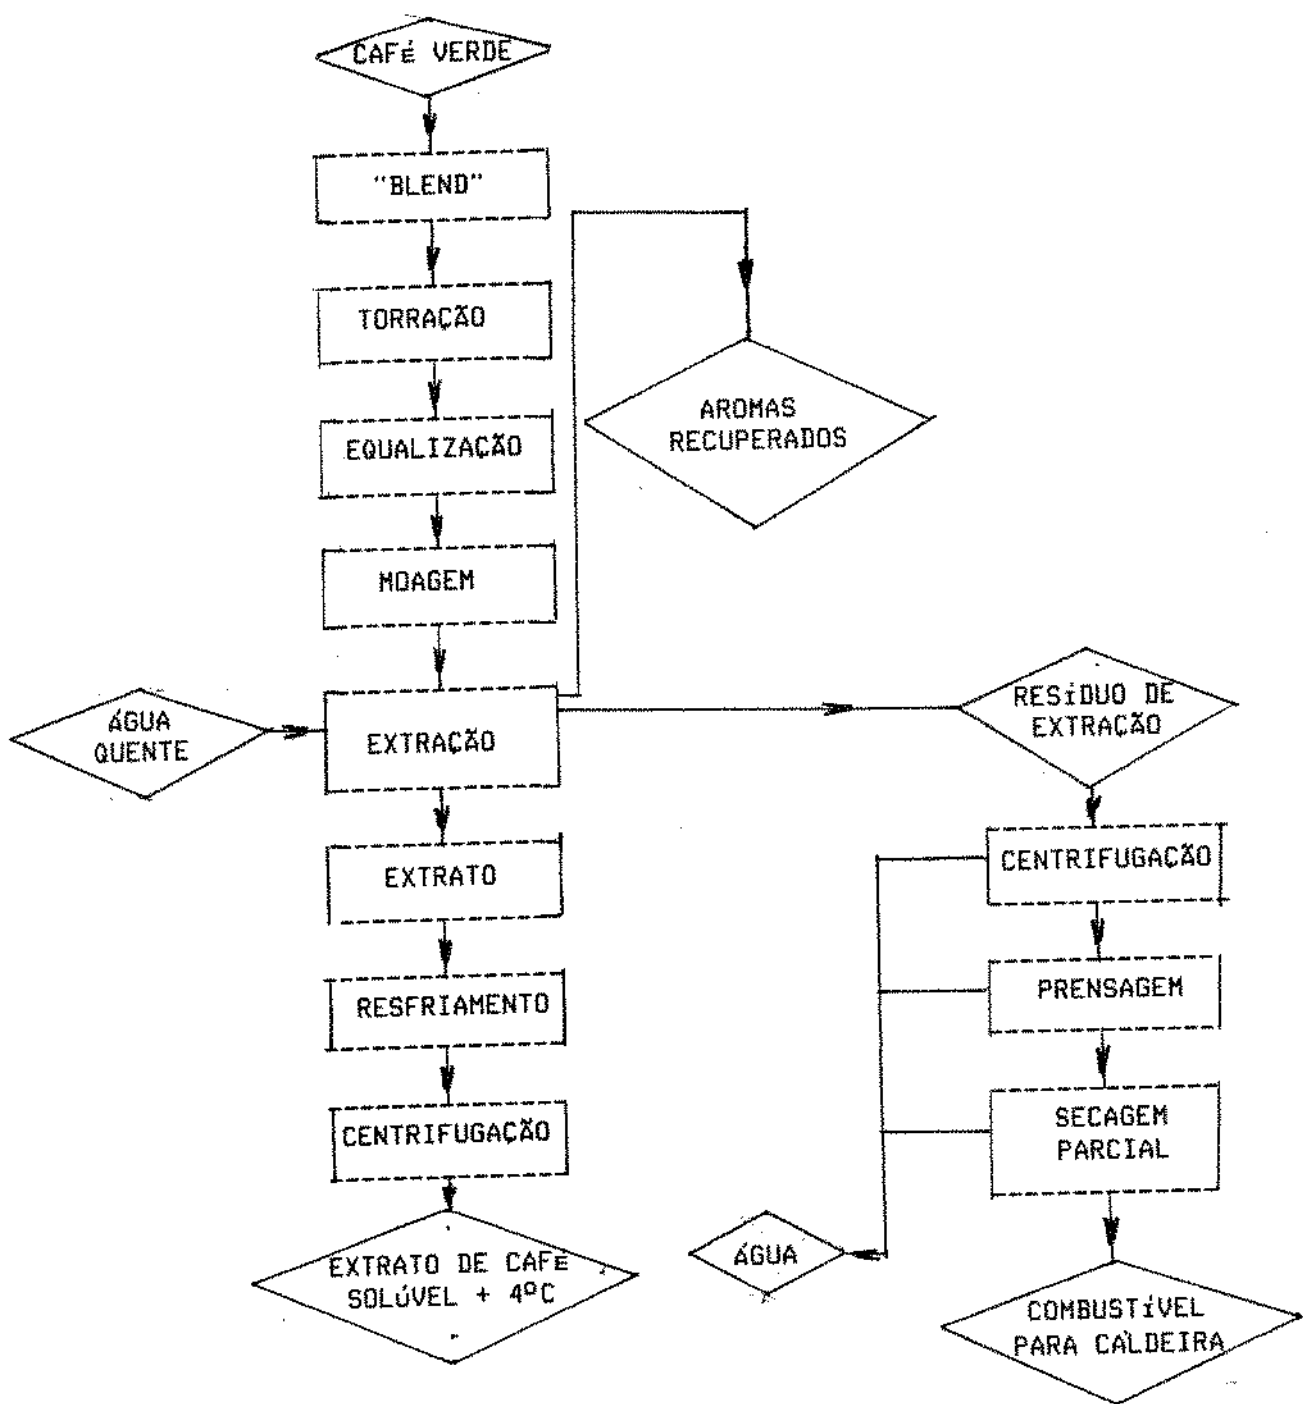 CAFÉ VERDE
"BLEND"
TORRAÇÃO
EQUALIZAÇÃO
MOAGEM
AROMAS
RECUPERADOS
ÁGUA
QUENTE
EXTRAÇÃO
RESÍDUO DE
EXTRAÇÃO
EXTRATO
RESFRIAMENTO
CENTRIFUGAÇÃO
EXTRATO DE CAFÉ
SOLÚVEL + 4ºC
CENTRIFUGAÇÃO
PRENSAGEM
SECAGEM
PARCIAL
ÁGUA
COMBUSTÍVEL
PARA CALDEIRA